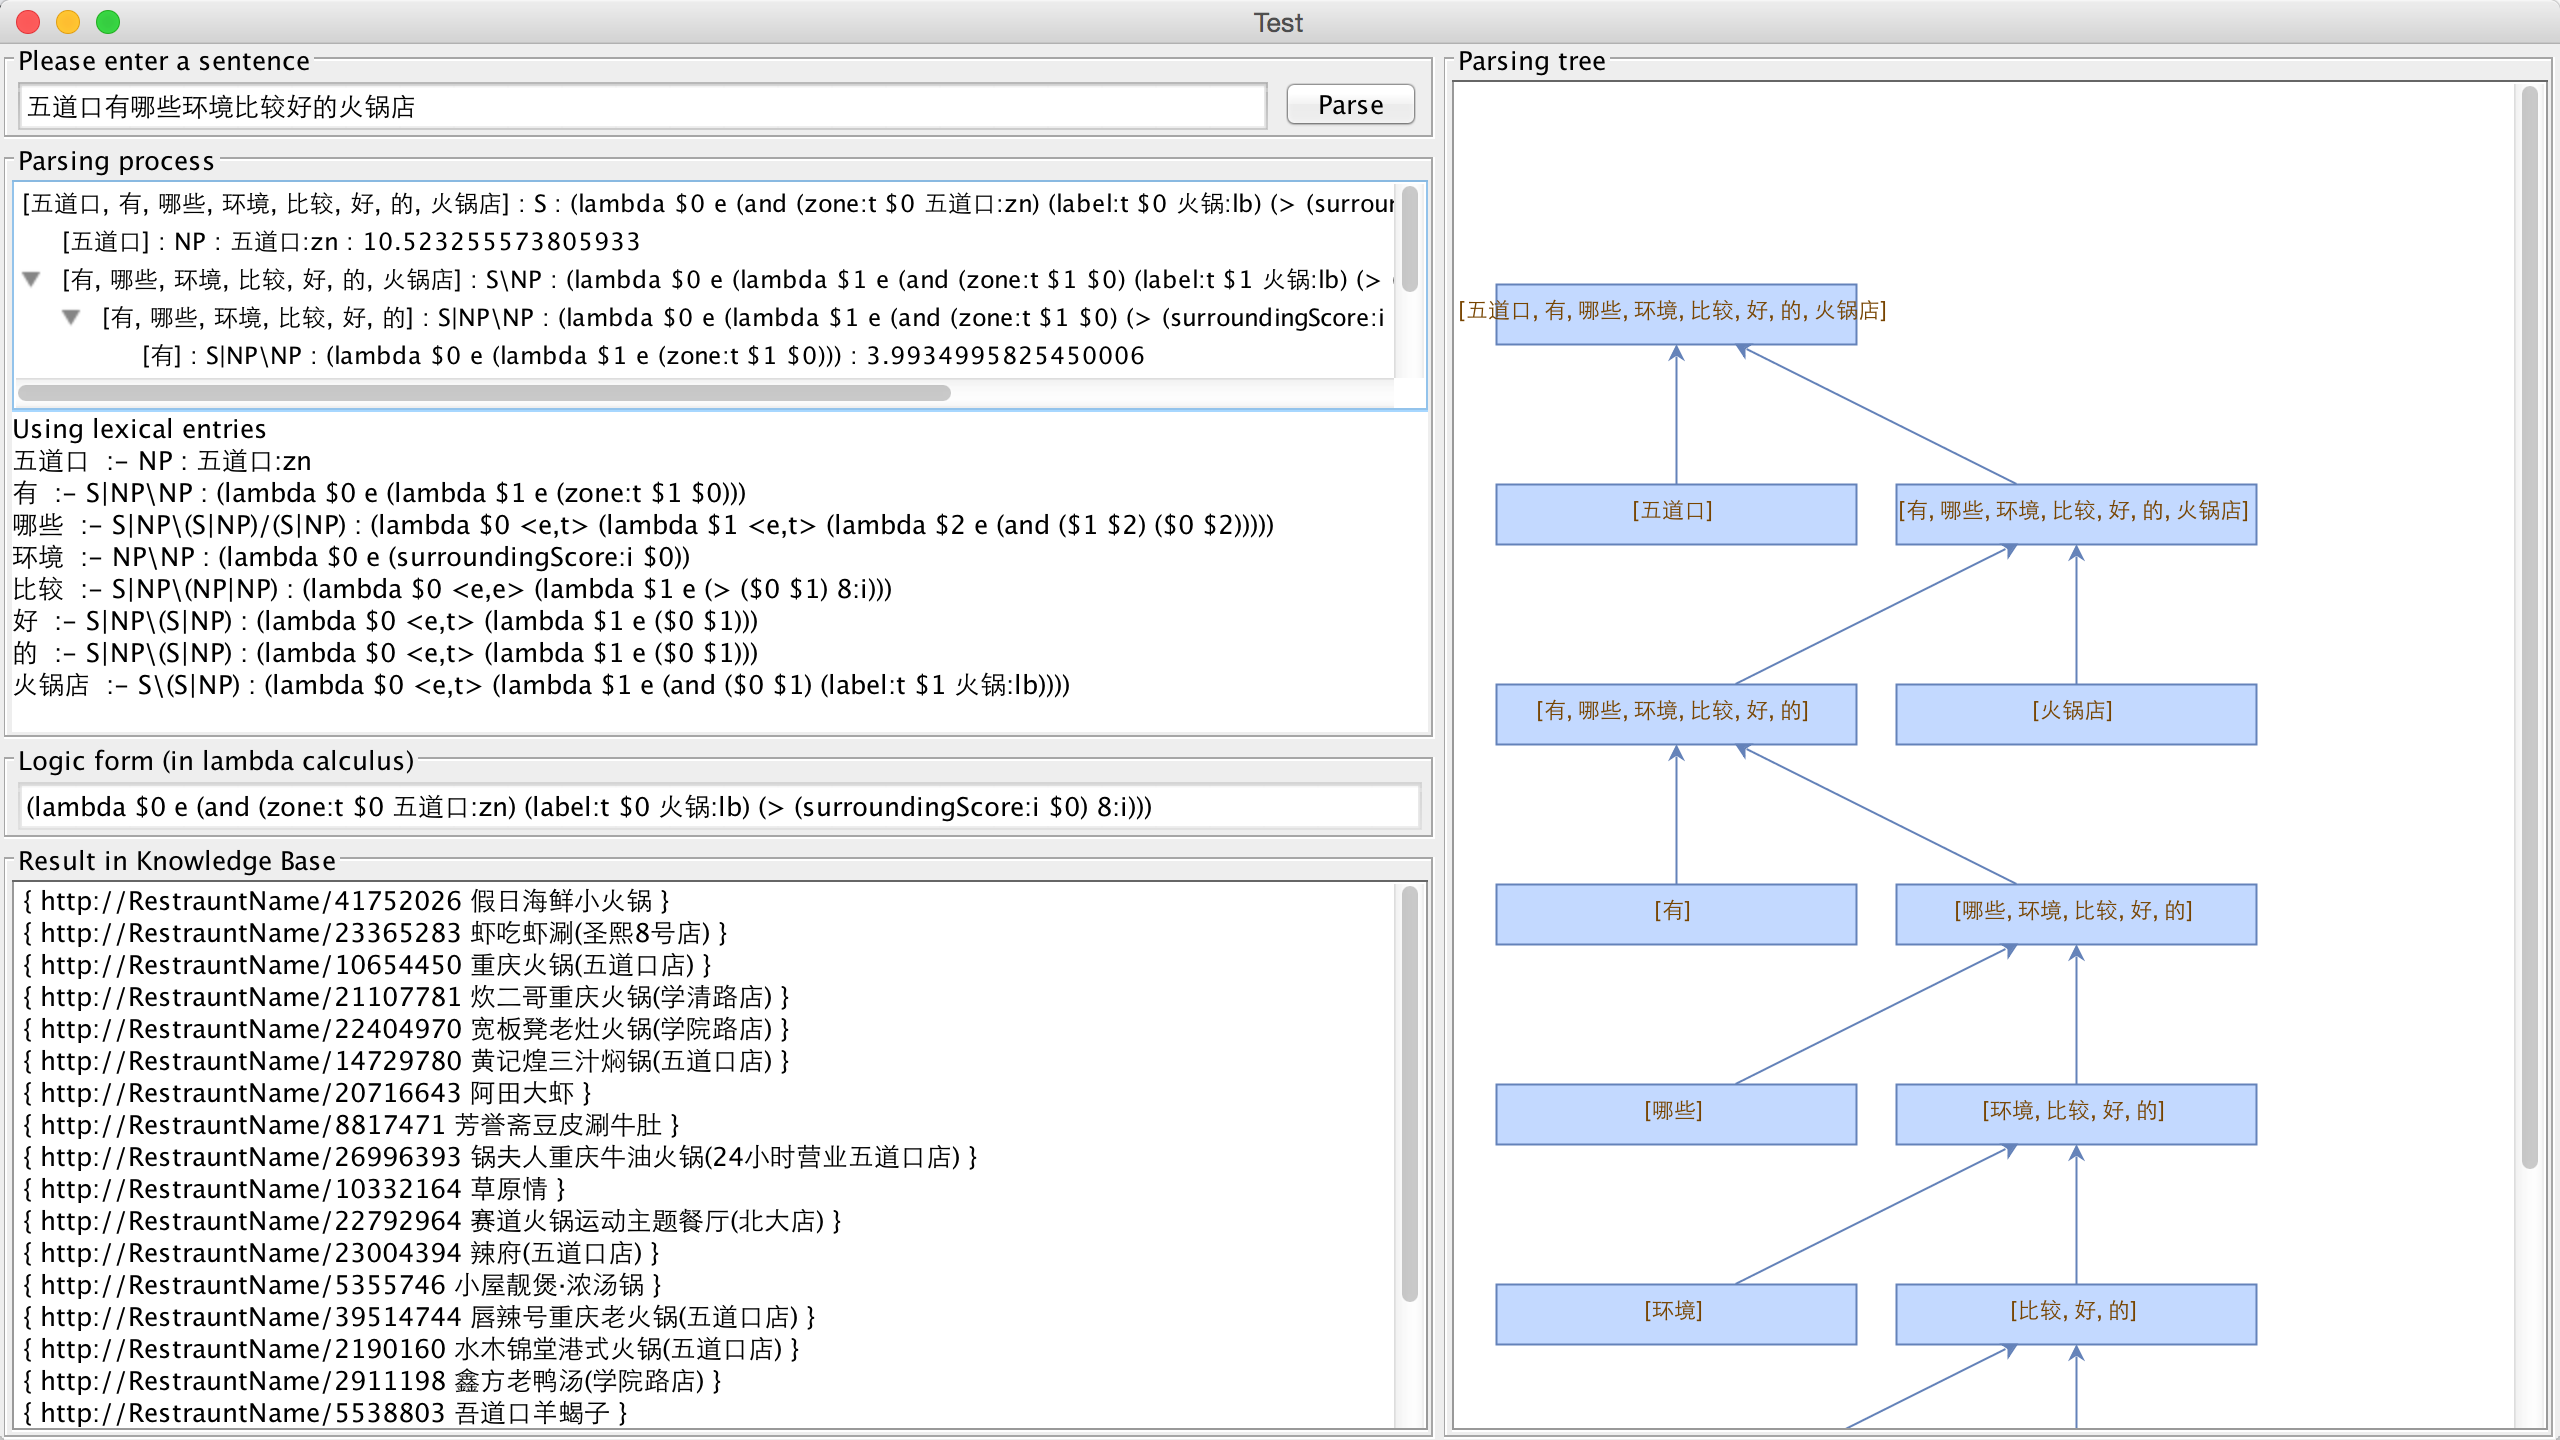 Test
Please enter a sentence
五道口有哪些环境比较好的火锅店
Parse
Parsing process
[五道口, 有, 哪些, 环境, 比较, 好, 的, 火锅店] : S : (lambda $0 e (and (zone:t $0 五道口:zn) (label:t $0 火锅:lb) (> (surrour
[五道口] : NP : 五道口:zn : 10.523255573805933
[有, 哪些, 环境, 比较, 好, 的, 火锅店] : S\NP : (lambda $0 e (lambda $1 e (and (zone:t $1 $0) (label:t $1 火锅:lb) (>
[有, 哪些, 环境, 比较, 好, 的] : S|NP\NP : (lambda $0 e (lambda $1 e (and (zone:t $1 $0) (> (surroundingScore:i
[有] : S|NP\NP : (lambda $0 e (lambda $1 e (zone:t $1 $0))) : 3.9934995825450006
Using lexical entries
五道口 :- NP : 五道口:zn
有 :- S|NP\NP : (lambda $0 e (lambda $1 e (zone:t $1 $0)))
哪些 :- S|NP\(S|NP)/(S|NP) : (lambda $0 <e,t> (lambda $1 <e,t> (lambda $2 e (and ($1 $2) ($0 $2)))))
环境 :- NP\NP : (lambda $0 e (surroundingScore:i $0))
比较 :- S|NP\(NP|NP) : (lambda $0 <e,e> (lambda $1 e (> ($0 $1) 8:i)))
好 :- S|NP\(S|NP) : (lambda $0 <e,t> (lambda $1 e ($0 $1)))
的 :- S|NP\(S|NP) : (lambda $0 <e,t> (lambda $1 e ($0 $1)))
火锅店 :- S\(S|NP) : (lambda $0 <e,t> (lambda $1 e (and ($0 $1) (label:t $1 火锅:lb))))
Logic form (in lambda calculus)
(lambda $0 e (and (zone:t $0 五道口:zn) (label:t $0 火锅:lb) (> (surroundingScore:i $0) 8:i)))
Result in Knowledge Base
{ http://RestrauntName/41752026 假日海鲜小火锅 }
{ http://RestrauntName/23365283 虾吃虾涮(圣熙8号店) }
{ http://RestrauntName/10654450 重庆火锅(五道口店) }
{ http://RestrauntName/21107781 炊二哥重庆火锅(学清路店) }
{ http://RestrauntName/22404970 宽板凳老灶火锅(学院路店) }
{ http://RestrauntName/14729780 黄记煌三汁焖锅(五道口店) }
{ http://RestrauntName/20716643 阿田大虾 }
{ http://RestrauntName/8817471 芳誉斋豆皮涮牛肚 }
{ http://RestrauntName/26996393 锅夫人重庆牛油火锅(24小时营业五道口店) }
{ http://RestrauntName/10332164 草原情 }
{ http://RestrauntName/22792964 赛道火锅运动主题餐厅(北大店) }
{ http://RestrauntName/23004394 辣府(五道口店) }
{ http://RestrauntName/5355746 小屋靓煲·浓汤锅 }
{ http://RestrauntName/39514744 唇辣号重庆老火锅(五道口店) }
{ http://RestrauntName/2190160 水木锦堂港式火锅(五道口店) }
{ http://RestrauntName/2911198 鑫方老鸭汤(学院路店) }
{ http://RestrauntName/5538803 吾道口羊蝎子 }
Parsing tree
[五道口, 有, 哪些, 环境, 比较, 好, 的, 火锅店]
[五道口]
[有, 哪些, 环境, 比较, 好, 的, 火锅店]
[有, 哪些, 环境, 比较, 好, 的]
[火锅店]
[有]
[哪些, 环境, 比较, 好, 的]
[哪些]
[环境, 比较, 好, 的]
[环境]
[比较, 好, 的]